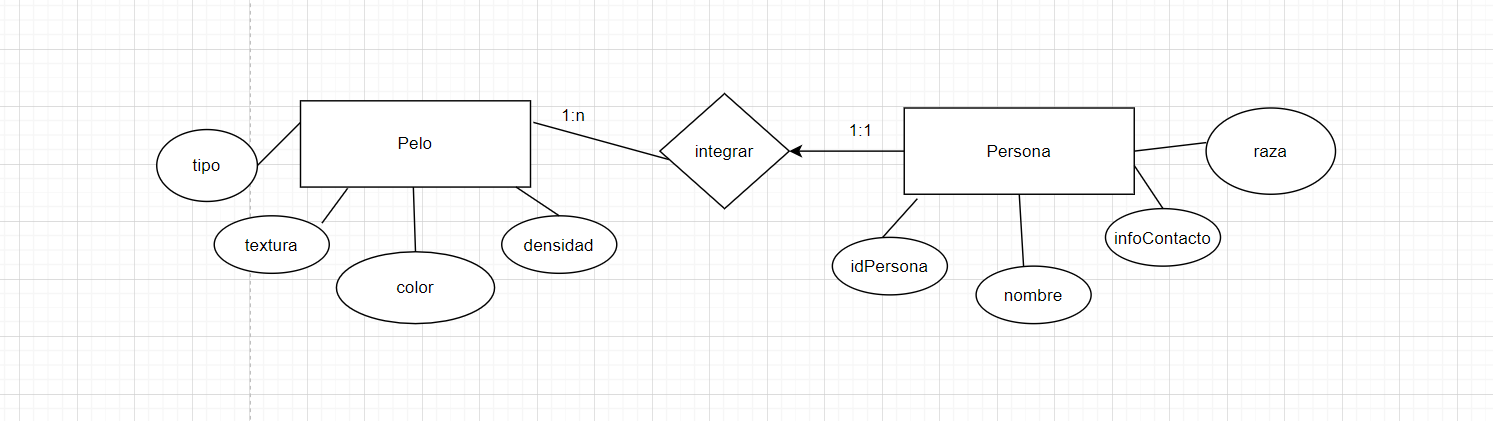 1:n
1:1
Pelo
integrar
Persona
tipo
raza
textura
densidad
color
idPersona
nombre
infoContacto